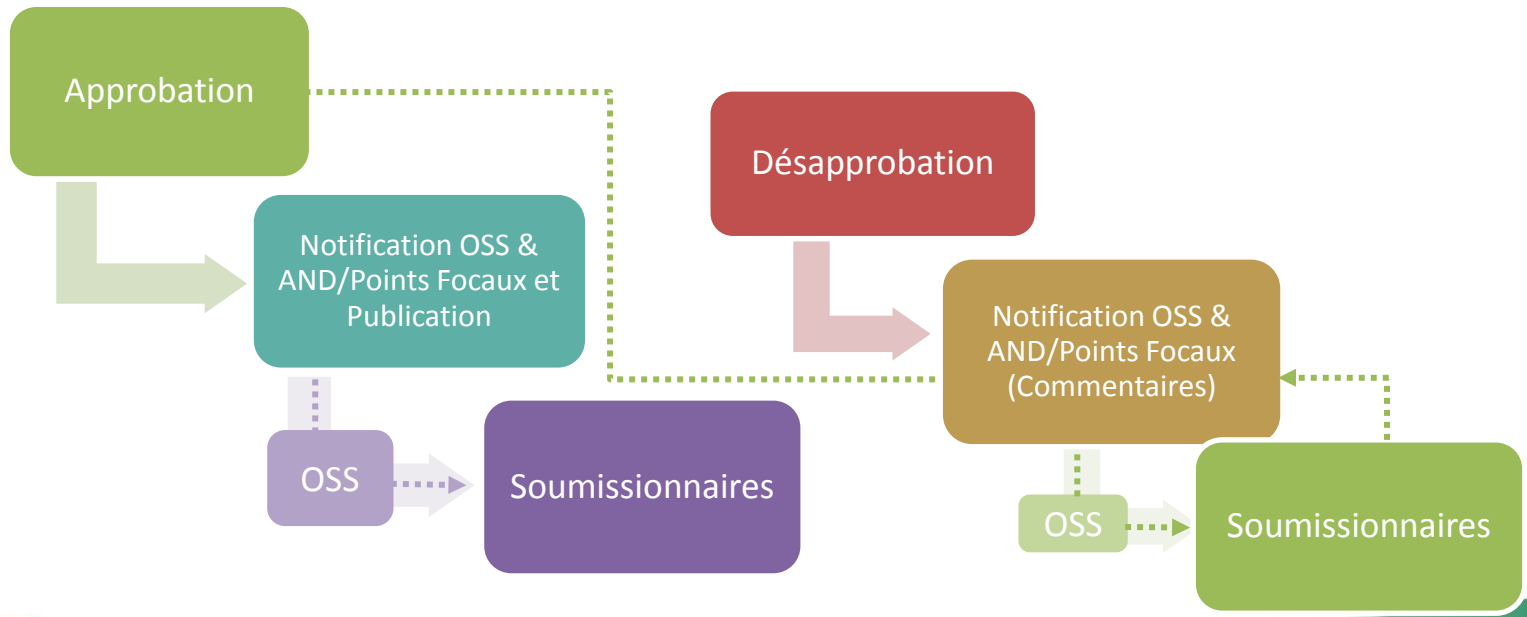 Approbation
Notification OSS &
AND/Points Focaux et
Publication
OSS
Soumissionnaires
Désapprobation
Notification OSS &
AND/Points Focaux
(Commentaires)
OSS
Soumissionnaires